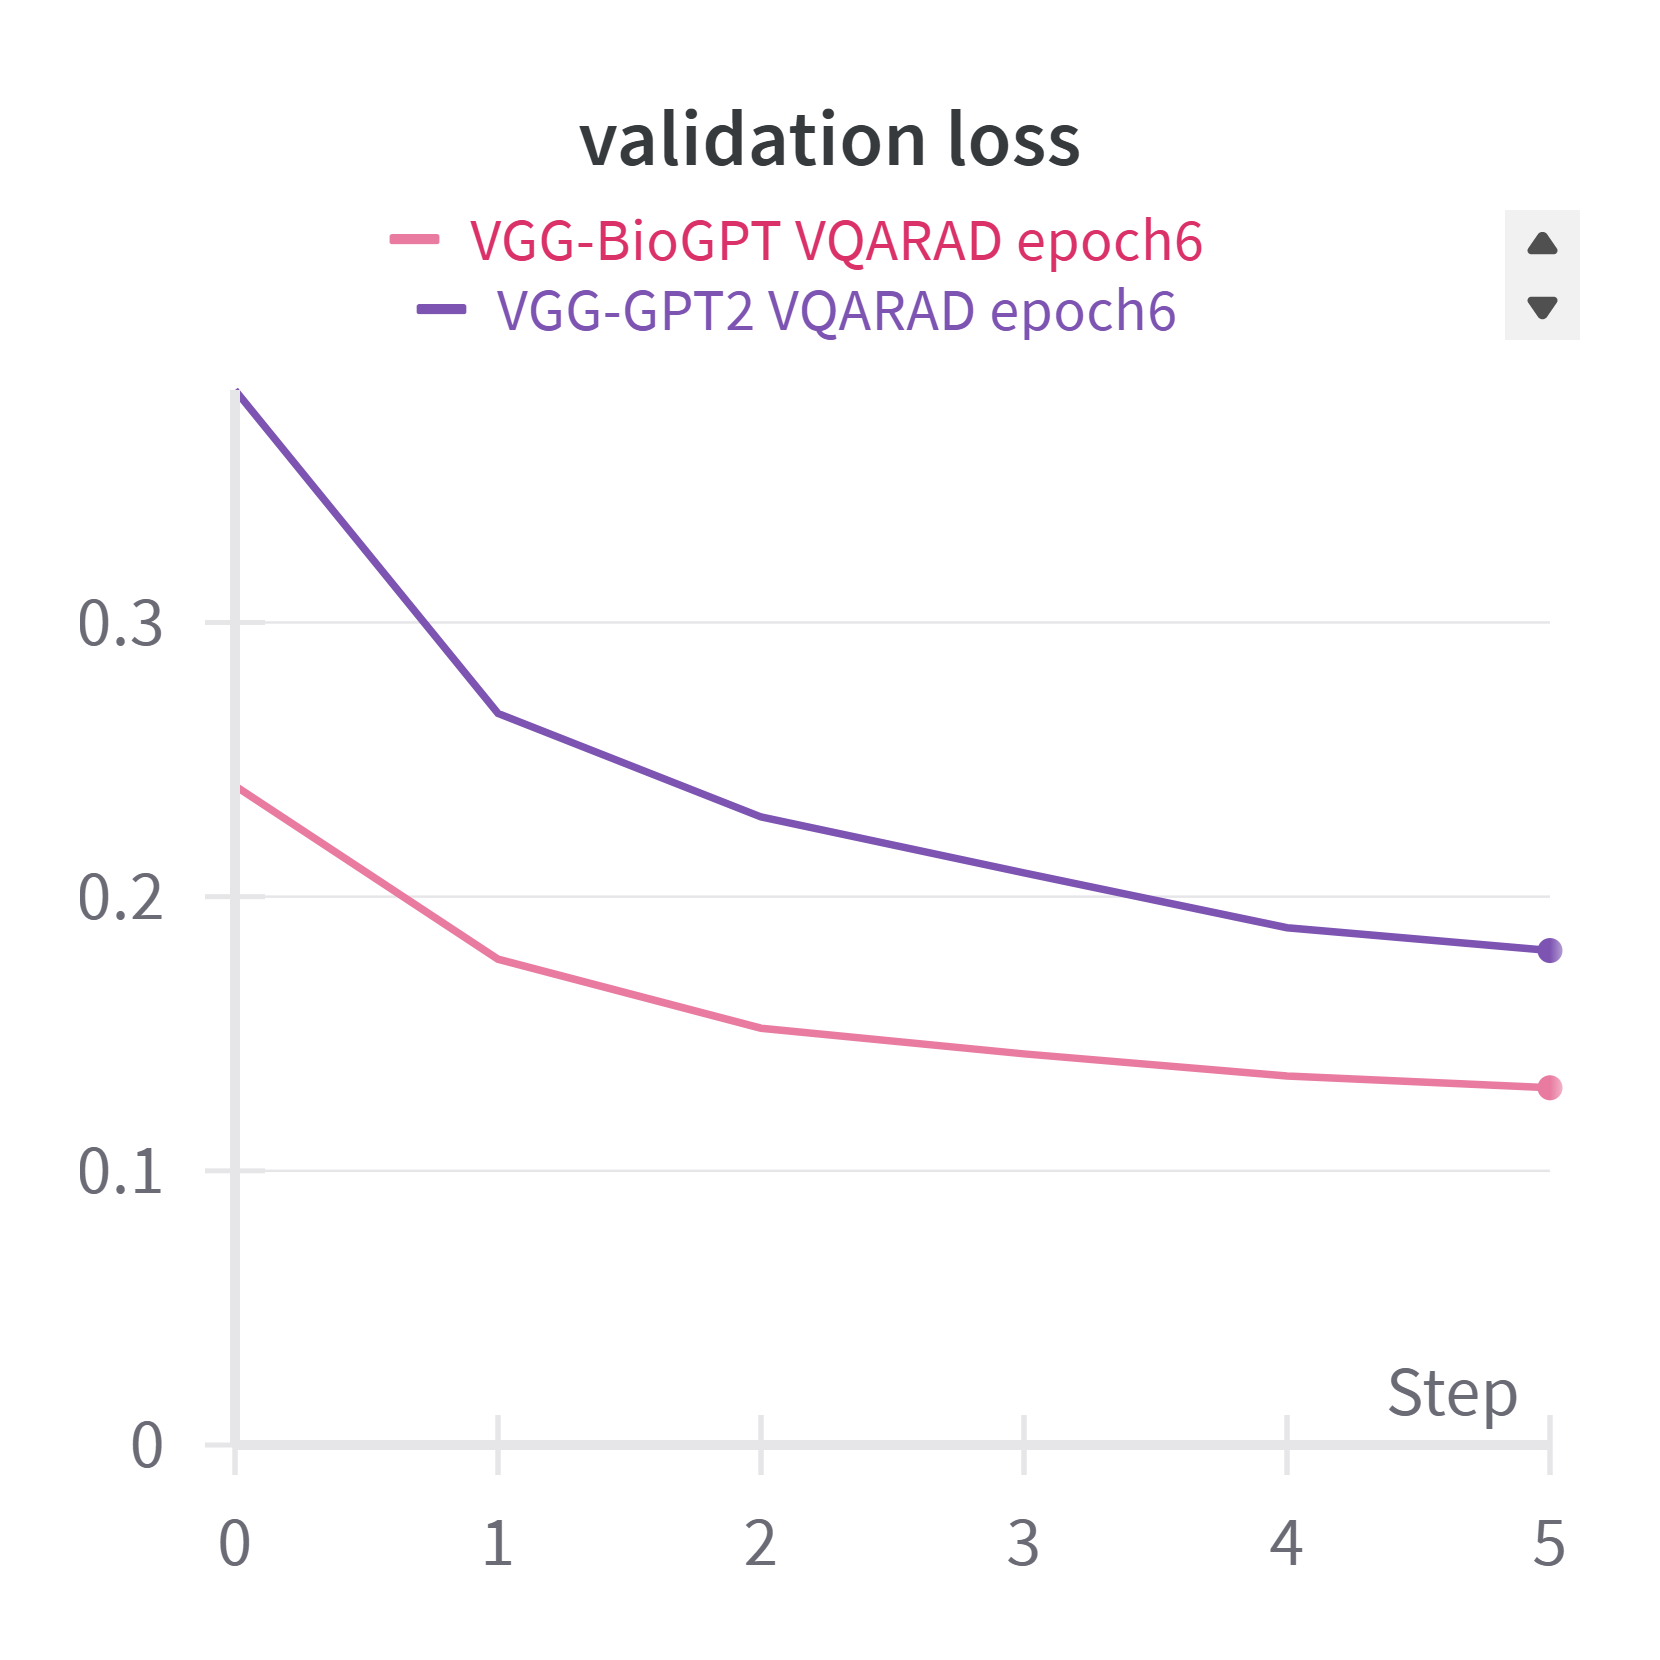 validation loss
VGG-BioGPT VQARAD epoch6
VGG-GPT2 VQARAD epoch6
0.3
0.2
0.1
0
Step
0 1 2 3 4 5